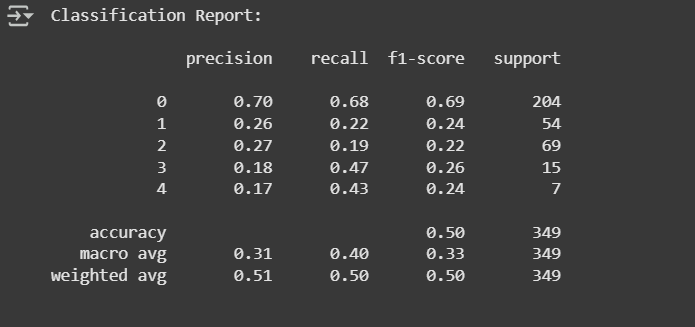 Classification Report:
precision recall f1-score support
0 0.70 0.68 0.69 204
1 0.26 0.22 0.24 54
2 0.27 0.19 0.22 69
3 0.18 0.47 0.26 15
4 0.17 0.43 0.24 7
accuracy 0.50 349
macro avg 0.31 0.40 0.33 349
weighted avg 0.51 0.50 0.50 349